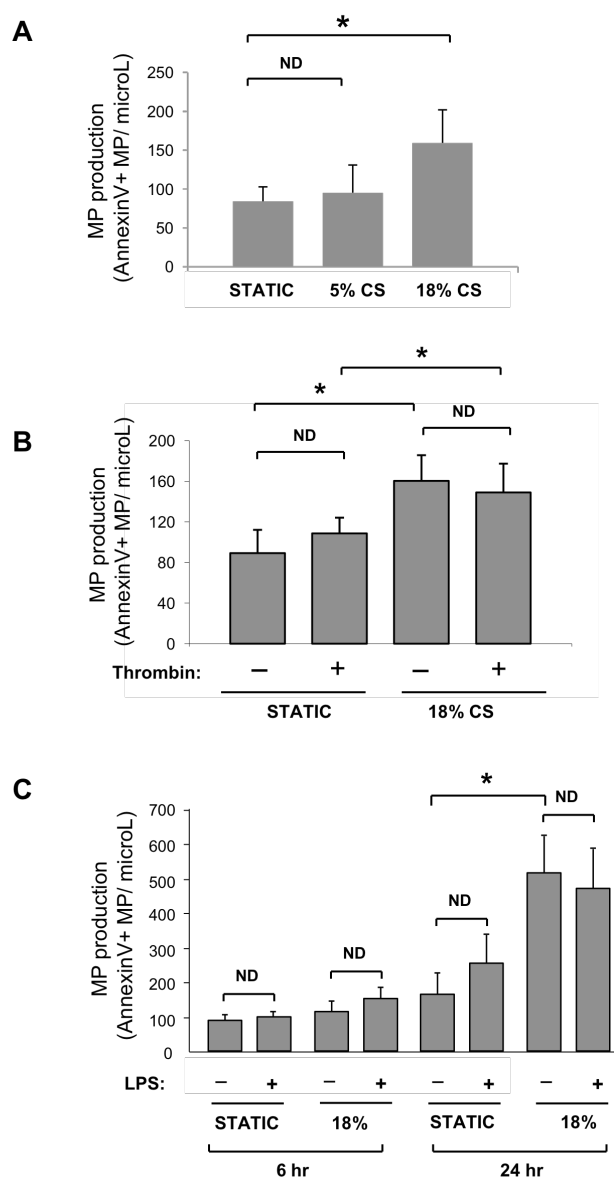 A
*
ND
MP production
(AnnexinV+ MP/ microL)
250
200
150
100
50
0
STATIC 5% CS 18% CS
B
*
*
ND
ND
MP production
(AnnexinV+ MP/ microL)
200
160
120
80
40
0
Thrombin: – + – +
STATIC 18% CS
C
*
ND
ND
ND
ND
MP production
(AnnexinV+ MP/ microL)
700
600
500
400
300
200
100
0
LPS: – + – + – + – +
STATIC 18% STATIC 18%
6 hr 24 hr